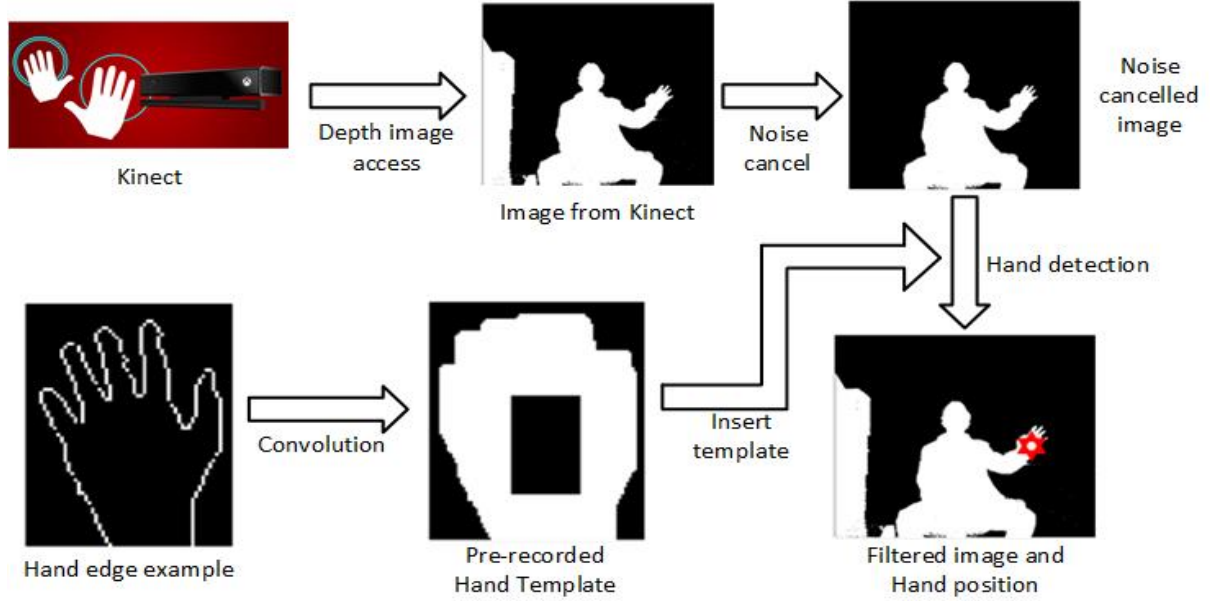 Kinect
Depth image
access
Image from Kinect
Noise
cancel
Noise
cancelled
image
Hand detection
Hand edge example
Convolution
Pre-recorded
Hand Template
Insert
template
Filtered image and
Hand position